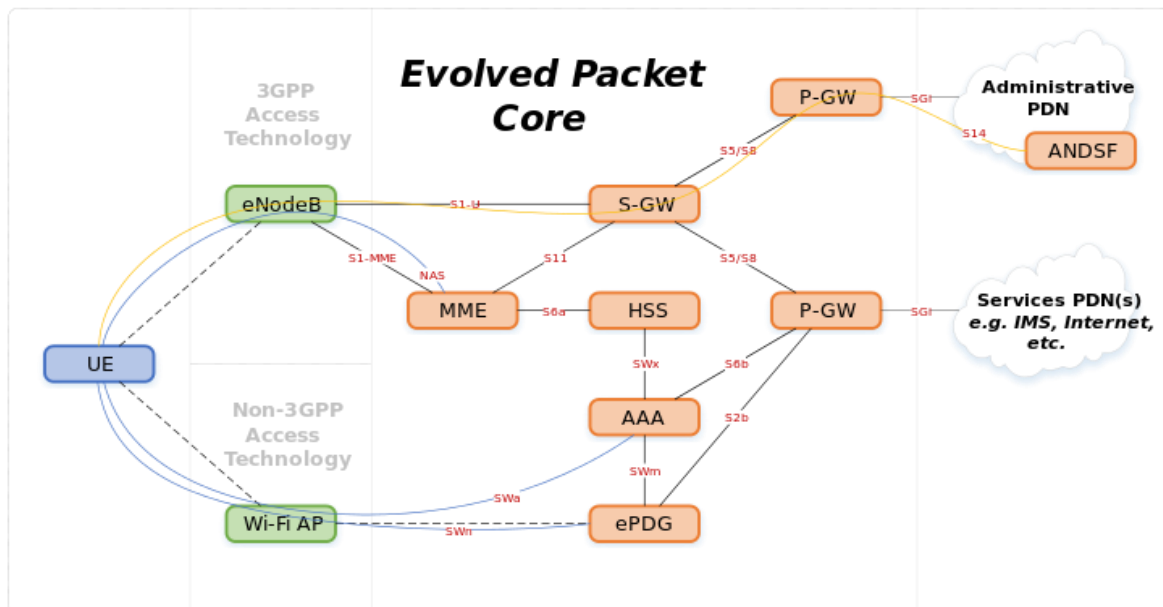 Evolved Packet
Core
3GPP
Access
Technology
P-GW
SGi
Administrative
PDN
S14
ANDSF
S5/S8
eNodeB
S1-U
S-GW
S1-MME
NAS
S11
S5/S8
MME
S6a
HSS
P-GW
SGi
Services PDN(s)
e.g. IMS, Internet,
etc.
UE
SWx
S6b
Non-3GPP
Access
Technology
AAA
S2b
SWm
SWa
Wi-Fi AP
SWn
ePDG